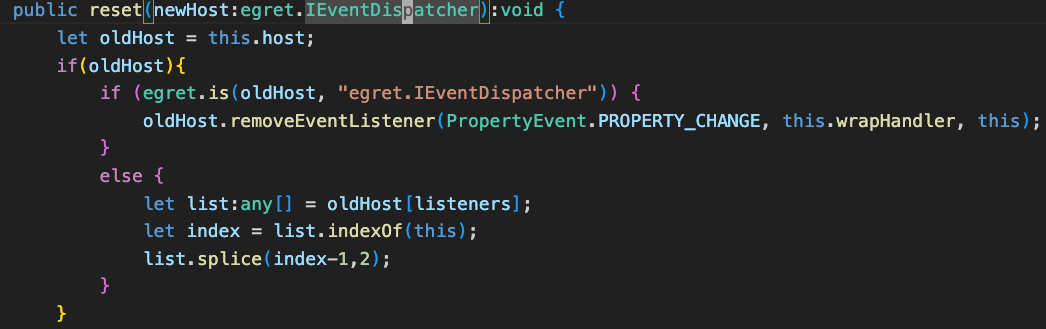 public reset(newHost:egret.IEventDispatcher):void {
let oldHost = this.host;
if(oldHost){
if (egret.is(oldHost, "egret.IEventDispatcher")) {
oldHost.removeEventListener(PropertyEvent.PROPERTY_CHANGE, this.wrapHandler, this);
}
else {
let list:any[] = oldHost[listeners];
let index = list.indexOf(this);
list.splice(index-1,2);
}
}